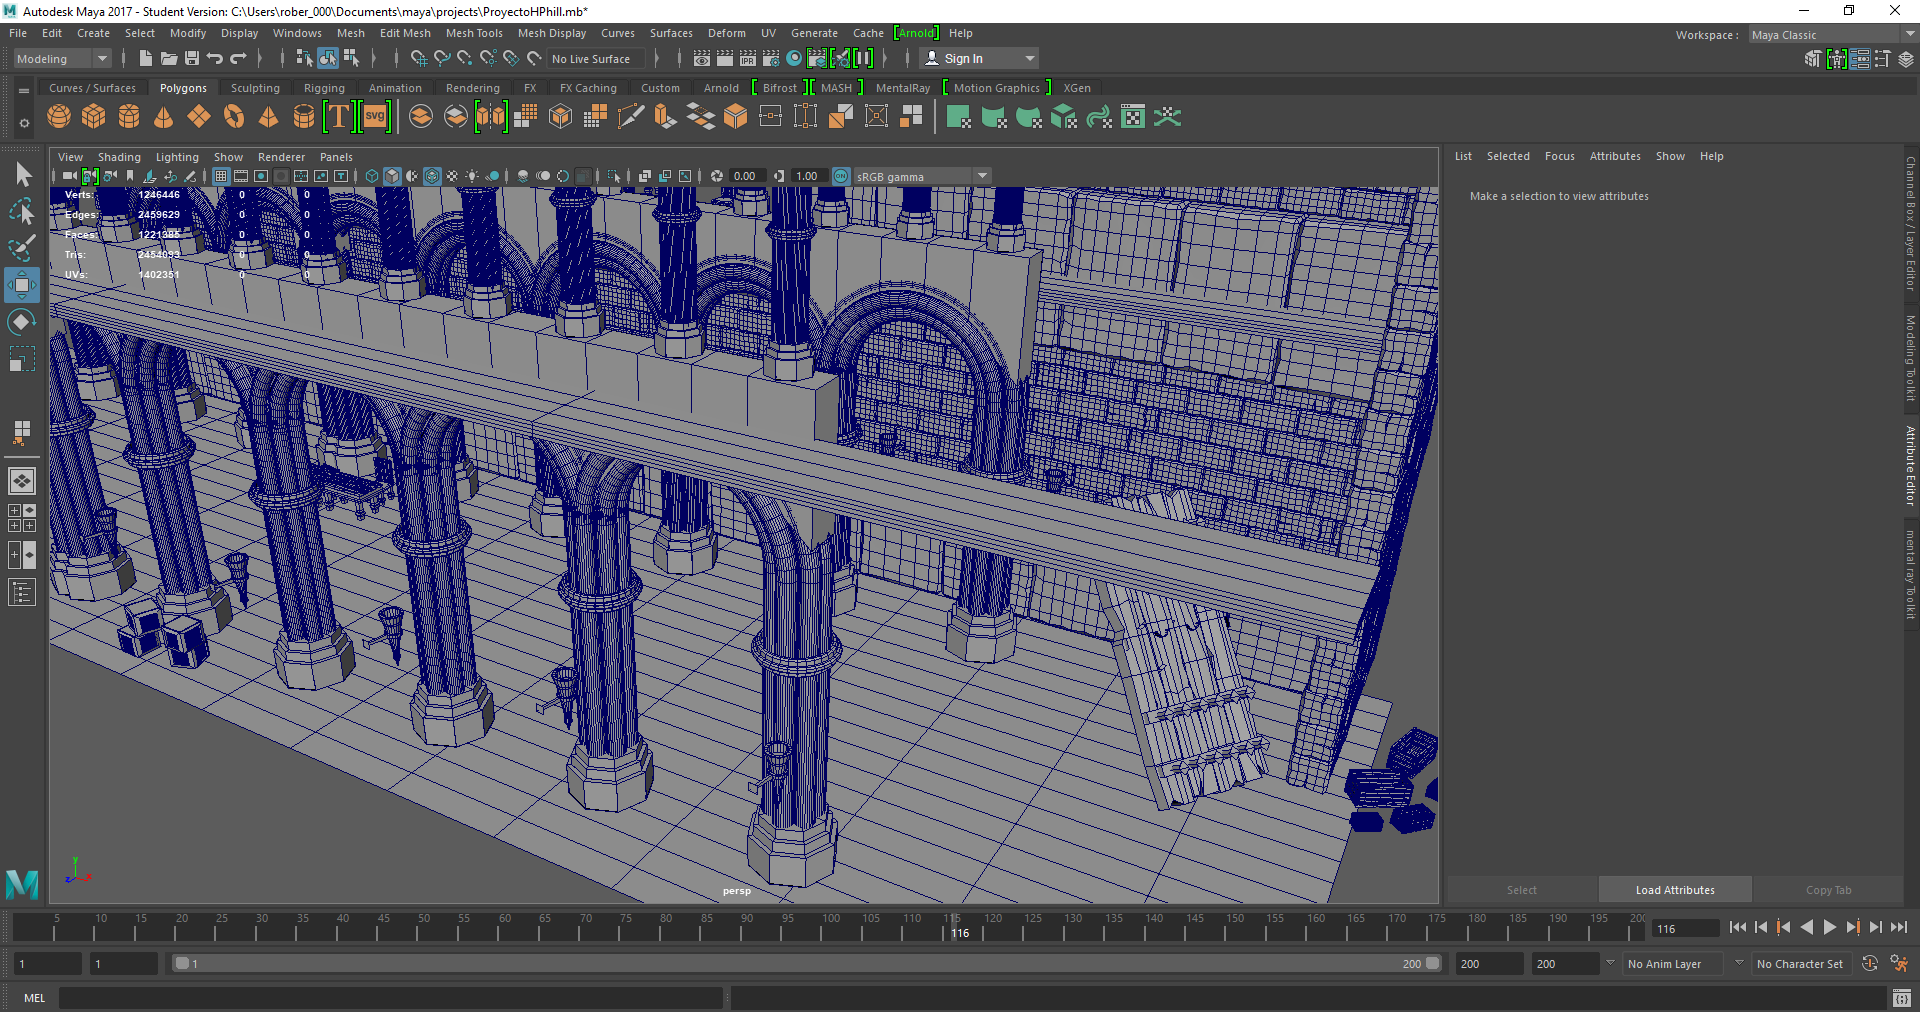 Autodesk Maya 2017 - Student Version: C:\Users\rober_000\Documents\maya\projects\ProyectoHPhill.mb*
File Edit Create Select Modify Display Windows Mesh Edit Mesh Mesh Tools Mesh Display Curves Surfaces Deform UV Generate Cache [Arnold] Help
Workspace : Maya Classic
Modeling No Live Surface IPR Sign In
Curves / Surfaces Polygons Sculpting Rigging Animation Rendering FX FX Caching Custom Arnold [ Bifrost ] [ MASH ] MentalRay [ Motion Graphics ] XGen
T svg
View Shading Lighting Show Renderer Panels
0.00 1.00 ON sRGB gamma
Verts: 1246446 0 0
Edges: 2459629 0 0
Faces: 1221385 0 0
Tris: 2454093 0 0
UVs: 1402351 0 0
y
z x
persp
List Selected Focus Attributes Show Help
Make a selection to view attributes
Channel Box / Layer Editor
Modeling Toolkit
Attribute Editor
mental ray Toolkit
Select Load Attributes Copy Tab
5 10 15 20 25 30 35 40 45 50 55 60 65 70 75 80 85 90 95 100 105 110 115 120 125 130 135 140 145 150 155 160 165 170 175 180 185 190 195 200
116
116
1 1 1 200 200 200 No Anim Layer No Character Set
MEL